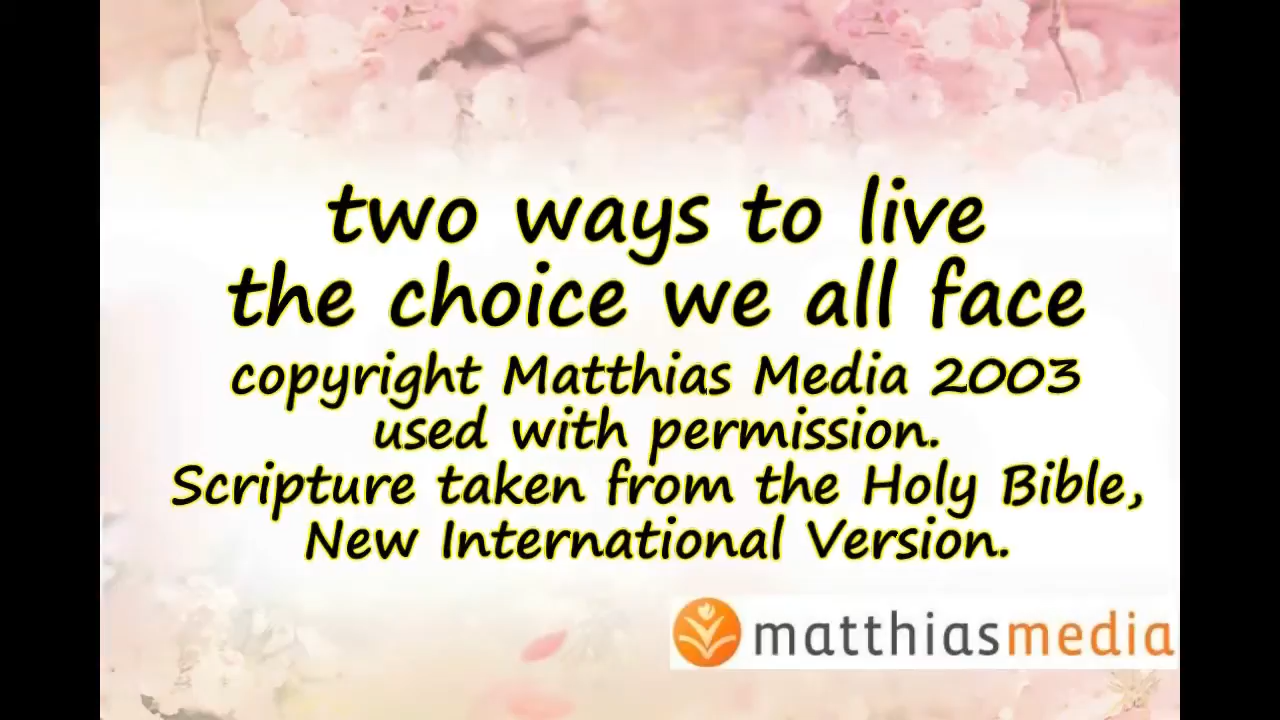 two ways to live
the choice we all face
copyright Matthias Media 2003
used with permission.
Scripture taken from the Holy Bible,
New International Version.
matthiasmedia